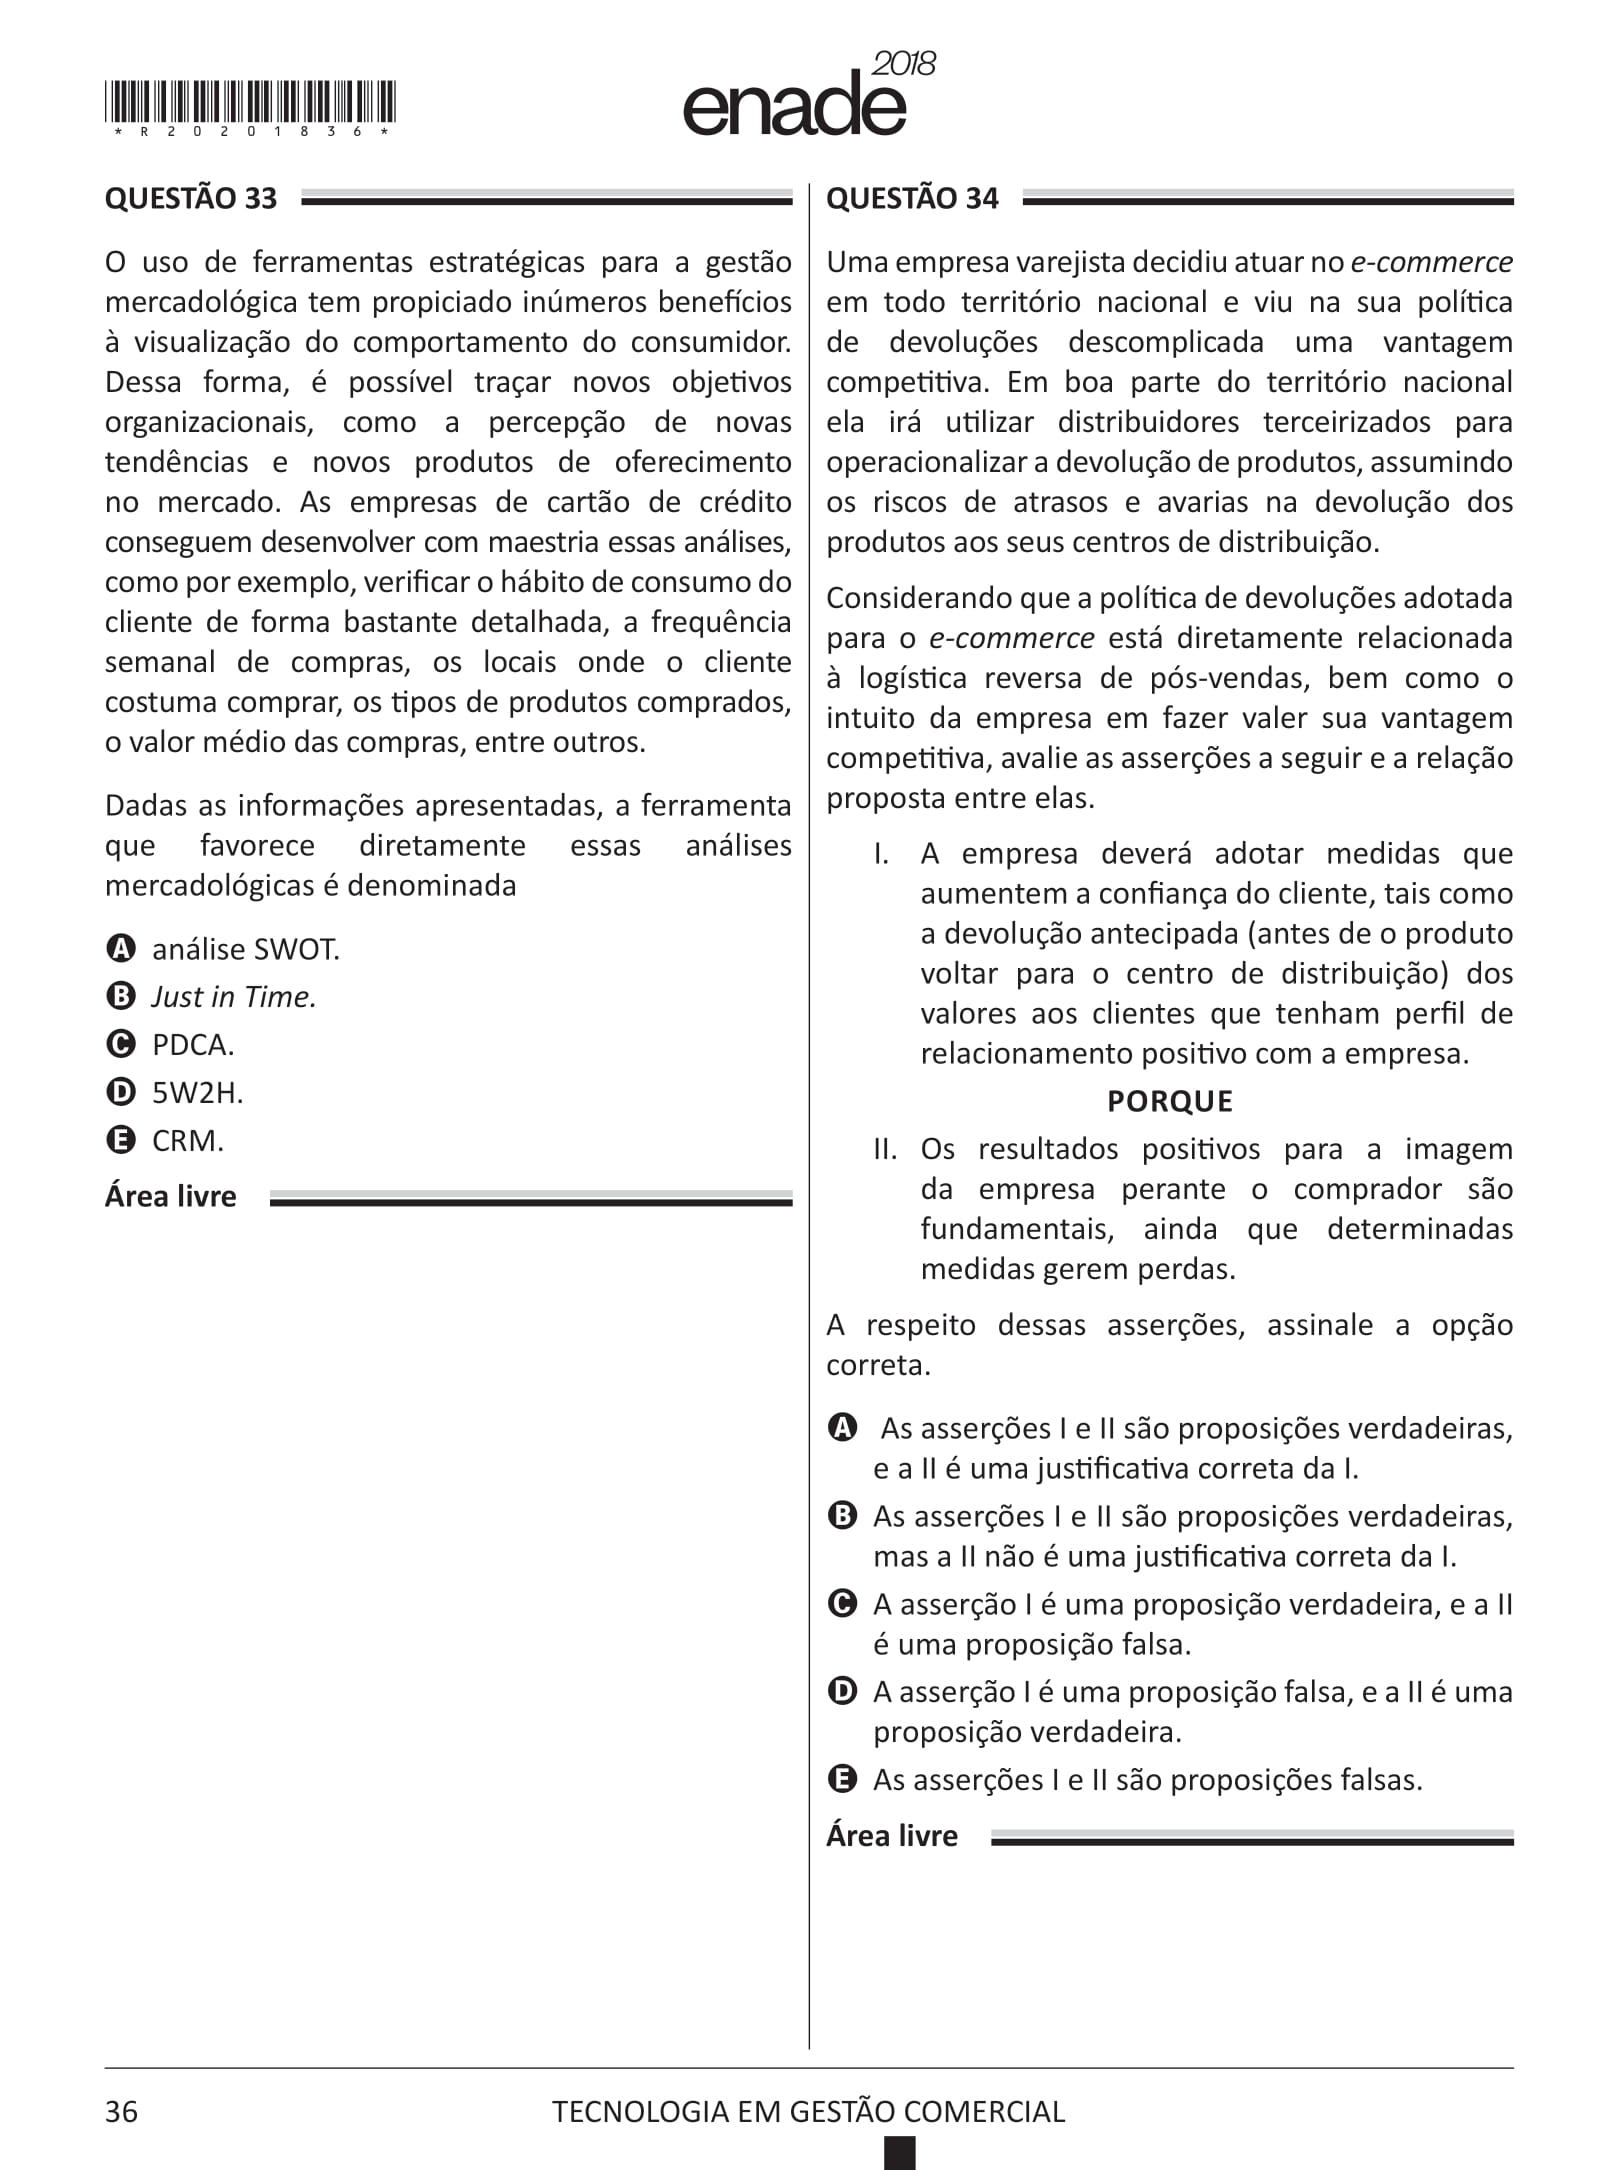 *R20201836*
enade 2018
QUESTÃO 33
O uso de ferramentas estratégicas para a gestão
mercadológica tem propiciado inúmeros benefícios
à visualização do comportamento do consumidor.
Dessa forma, é possível traçar novos objetivos
organizacionais, como a percepção de novas
tendências e novos produtos de oferecimento
no mercado. As empresas de cartão de crédito
conseguem desenvolver com maestria essas análises,
como por exemplo, verificar o hábito de consumo do
cliente de forma bastante detalhada, a frequência
semanal de compras, os locais onde o cliente
costuma comprar, os tipos de produtos comprados,
o valor médio das compras, entre outros.
Dadas as informações apresentadas, a ferramenta
que favorece diretamente essas análises
mercadológicas é denominada
A análise SWOT.
B Just in Time.
C PDCA.
D 5W2H.
E CRM.
Área livre
QUESTÃO 34
Uma empresa varejista decidiu atuar no e-commerce
em todo território nacional e viu na sua política
de devoluções descomplicada uma vantagem
competitiva. Em boa parte do território nacional
ela irá utilizar distribuidores terceirizados para
operacionalizar a devolução de produtos, assumindo
os riscos de atrasos e avarias na devolução dos
produtos aos seus centros de distribuição.
Considerando que a política de devoluções adotada
para o e-commerce está diretamente relacionada
à logística reversa de pós-vendas, bem como o
intuito da empresa em fazer valer sua vantagem
competitiva, avalie as asserções a seguir e a relação
proposta entre elas.
I. A empresa deverá adotar medidas que
aumentem a confiança do cliente, tais como
a devolução antecipada (antes de o produto
voltar para o centro de distribuição) dos
valores aos clientes que tenham perfil de
relacionamento positivo com a empresa.
PORQUE
II. Os resultados positivos para a imagem
da empresa perante o comprador são
fundamentais, ainda que determinadas
medidas gerem perdas.
A respeito dessas asserções, assinale a opção
correta.
A As asserções I e II são proposições verdadeiras,
e a II é uma justificativa correta da I.
B As asserções I e II são proposições verdadeiras,
mas a II não é uma justificativa correta da I.
C A asserção I é uma proposição verdadeira, e a II
é uma proposição falsa.
D A asserção I é uma proposição falsa, e a II é uma
proposição verdadeira.
E As asserções I e II são proposições falsas.
Área livre
36
TECNOLOGIA EM GESTÃO COMERCIAL